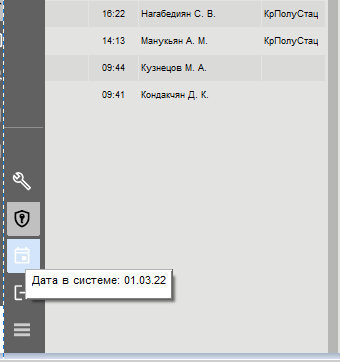 16:22 Нагабедиян С. В. КрПолуСтац
14:13 Манукьян А. М. КрПолуСтац
09:44 Кузнецов М. А.
09:41 Кондакчян Д. К.
Дата в системе: 01.03.22